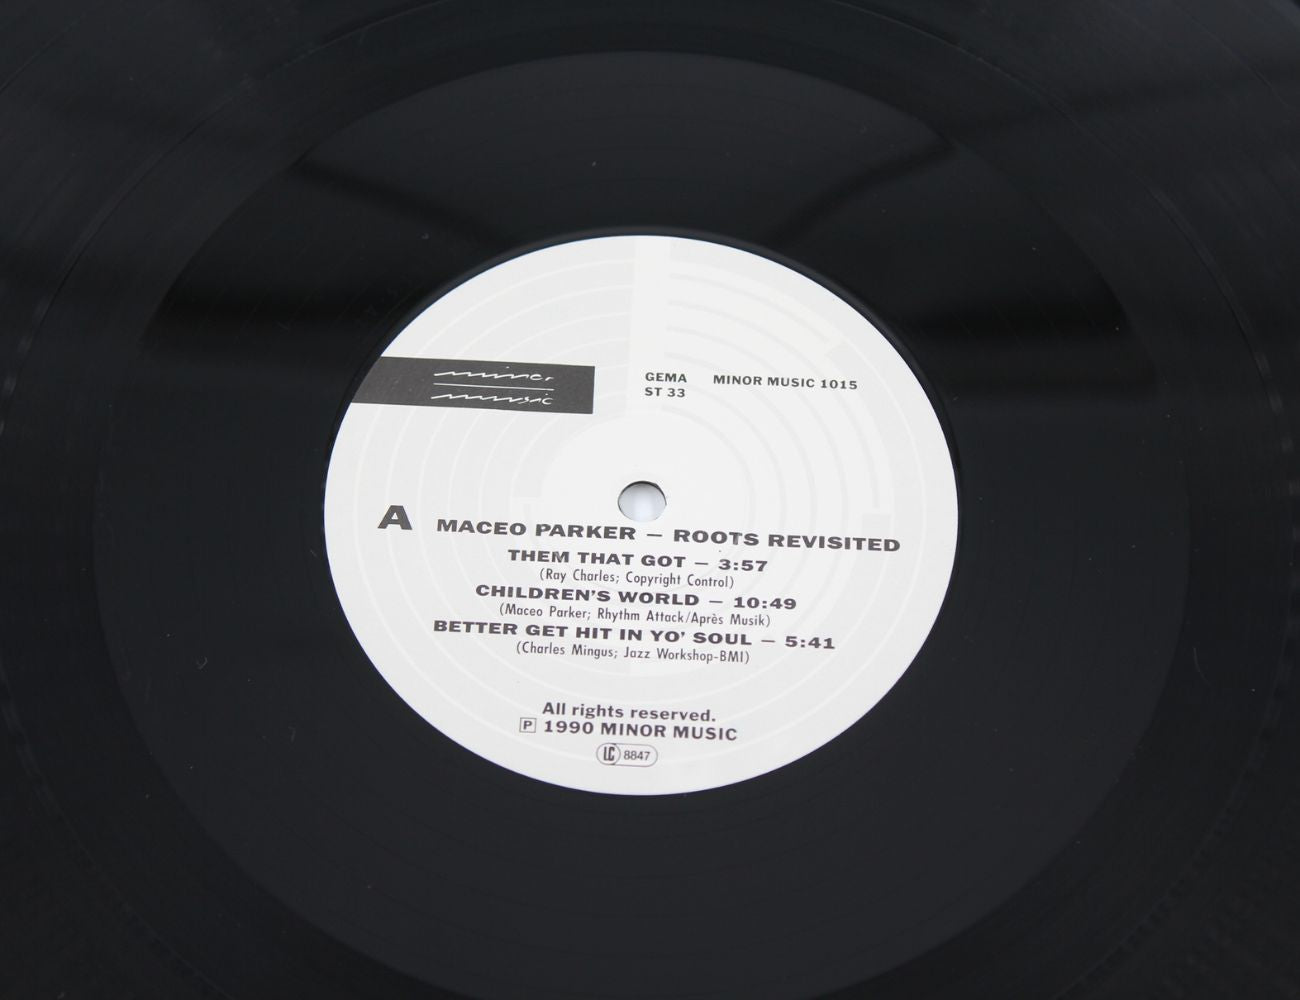 minor
music
GEMA MINOR MUSIC 1015
ST 33
A MACEO PARKER – ROOTS REVISITED
THEM THAT GOT – 3:57
(Ray Charles; Copyright Control)
CHILDREN'S WORLD – 10:49
(Maceo Parker; Rhythm Attack/Après Musik)
BETTER GET HIT IN YO' SOUL – 5:41
(Charles Mingus; Jazz Workshop-BMI)
All rights reserved.
P 1990 MINOR MUSIC
LC 8847